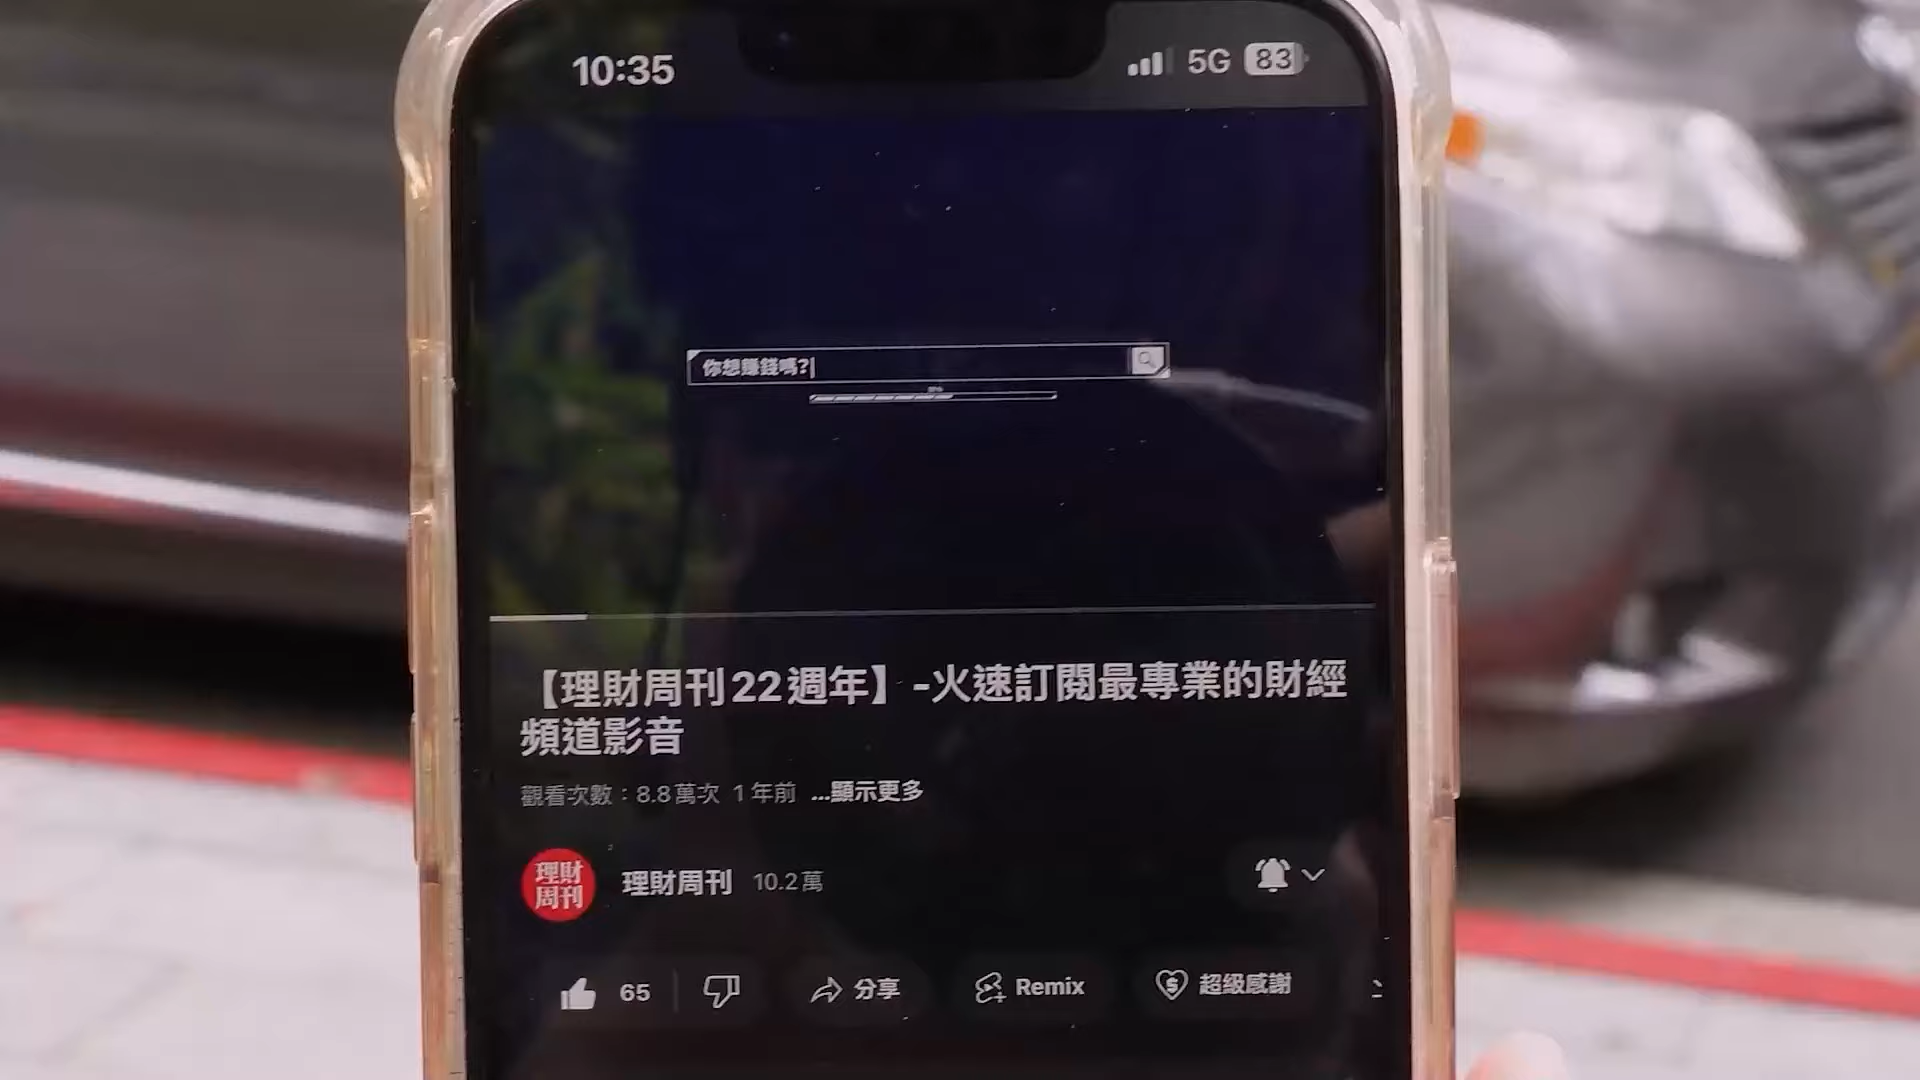 10:35
5G 83
你想賺錢嗎?
【理財周刊22週年】-火速訂閱最專業的財經
頻道影音
觀看次數：8.8萬次 1年前 ...顯示更多
理財
周刊
理財周刊 10.2萬
65 分享 Remix 超級感謝